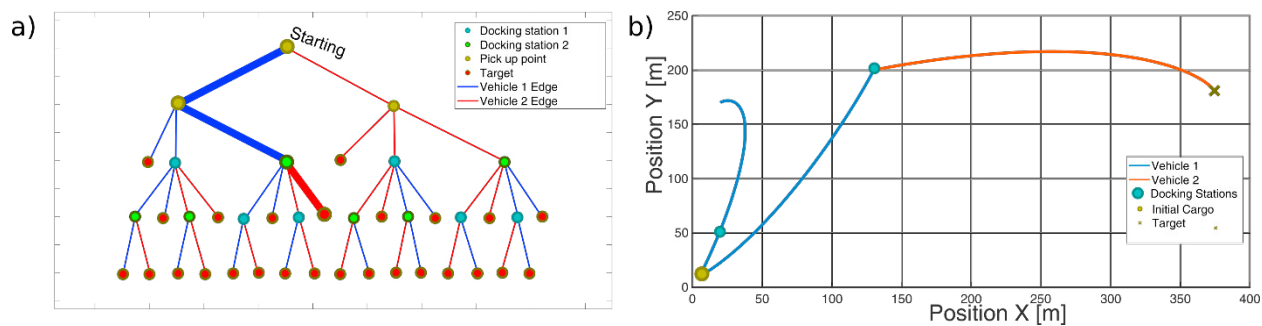 a)
Starting
Docking station 1
Docking station 2
Pick up point
Target
Vehicle 1 Edge
Vehicle 2 Edge
b)
Position Y [m]
250
200
150
100
50
0
0 50 100 150 200 250 300 350 400
Position X [m]
Vehicle 1
Vehicle 2
Docking Stations
Initial Cargo
Target